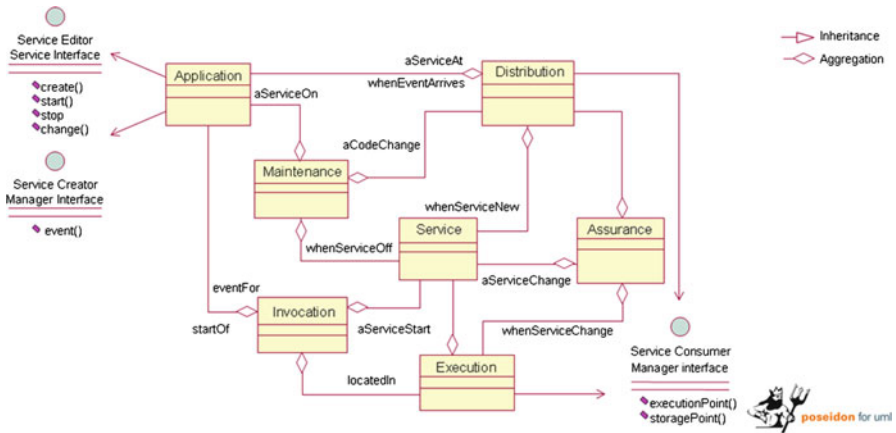 Service Editor
Service Interface
create()
start()
stop
change()
Service Creator
Manager Interface
event()
Application
aServiceOn
aServiceAt
whenEventArrives
Distribution
Inheritance
Aggregation
Maintenance
aCodeChange
whenServiceNew
whenServiceOff
Service
Assurance
aServiceChange
eventFor
startOf
Invocation
aServiceStart
whenServiceChange
Execution
locatedIn
Service Consumer
Manager interface
executionPoint()
storagePoint()
poseidon for uml